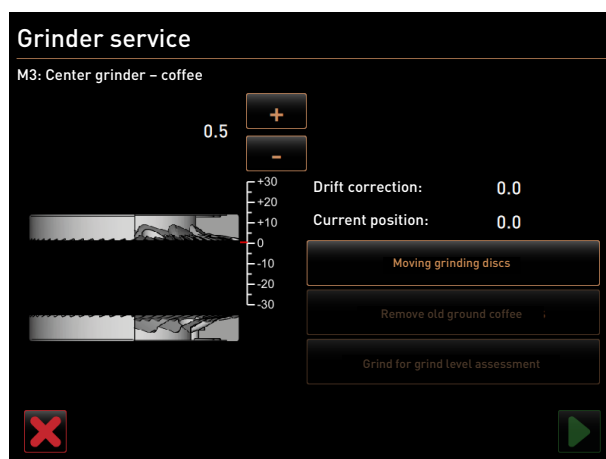 Grinder service
M3: Center grinder – coffee
+
0.5
-
+30
+20
+10
0
-10
-20
-30
Drift correction: 0.0
Current position: 0.0
Moving grinding discs
Remove old ground coffee
Grind for grind level assessment